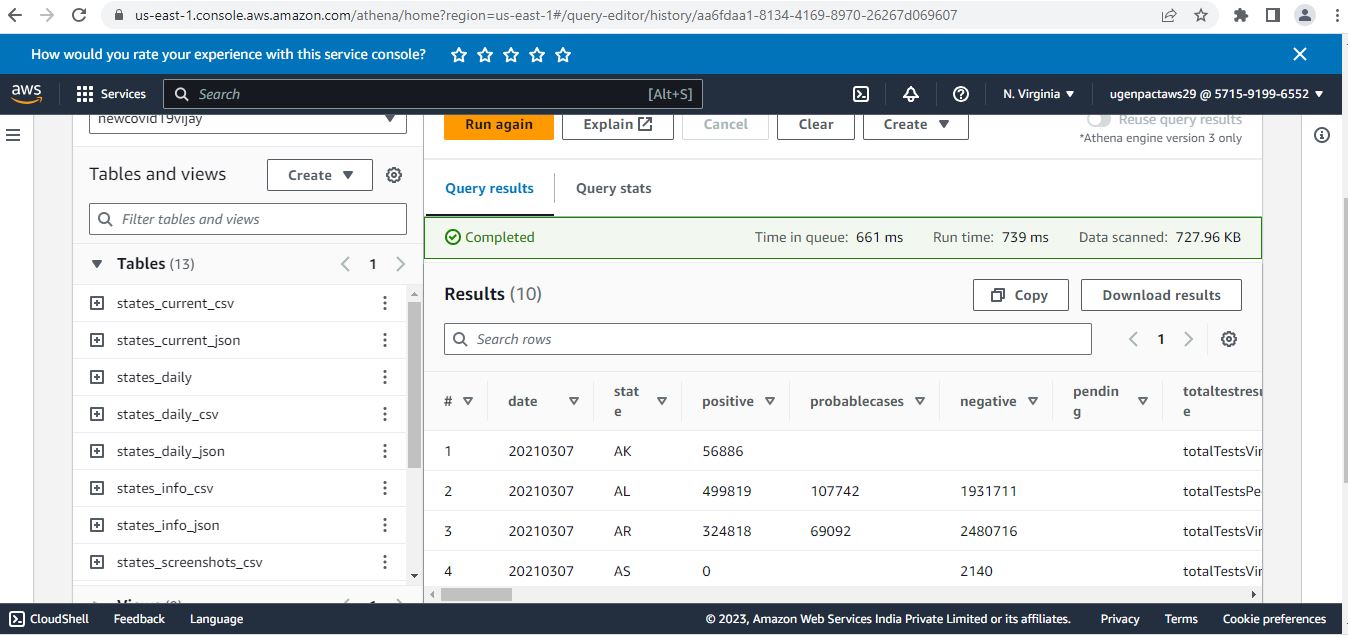 us-east-1.console.aws.amazon.com/athena/home?region=us-east-1#/query-editor/history/aa6fdaa1-8134-4169-8970-26267d069607
How would you rate your experience with this service console?
aws Services Search [Alt+S] N. Virginia ugenpactaws29 @ 5715-9199-6552
newcovid19vijay
Run again Explain Cancel Clear Create Reuse query results
*Athena engine version 3 only
Tables and views Create
Filter tables and views
Tables (13) 1
states_current_csv
states_current_json
states_daily
states_daily_csv
states_daily_json
states_info_csv
states_info_json
states_screenshots_csv
Query results Query stats
Completed Time in queue: 661 ms Run time: 739 ms Data scanned: 727.96 KB
Results (10) Copy Download results
Search rows 1
# date state positive probablecases negative pending
1 20210307 AK 56886
2 20210307 AL 499819 107742 1931711
3 20210307 AR 324818 69092 2480716
4 20210307 AS 0 2140
CloudShell Feedback Language © 2023, Amazon Web Services India Private Limited or its affiliates. Privacy Terms Cookie preferences